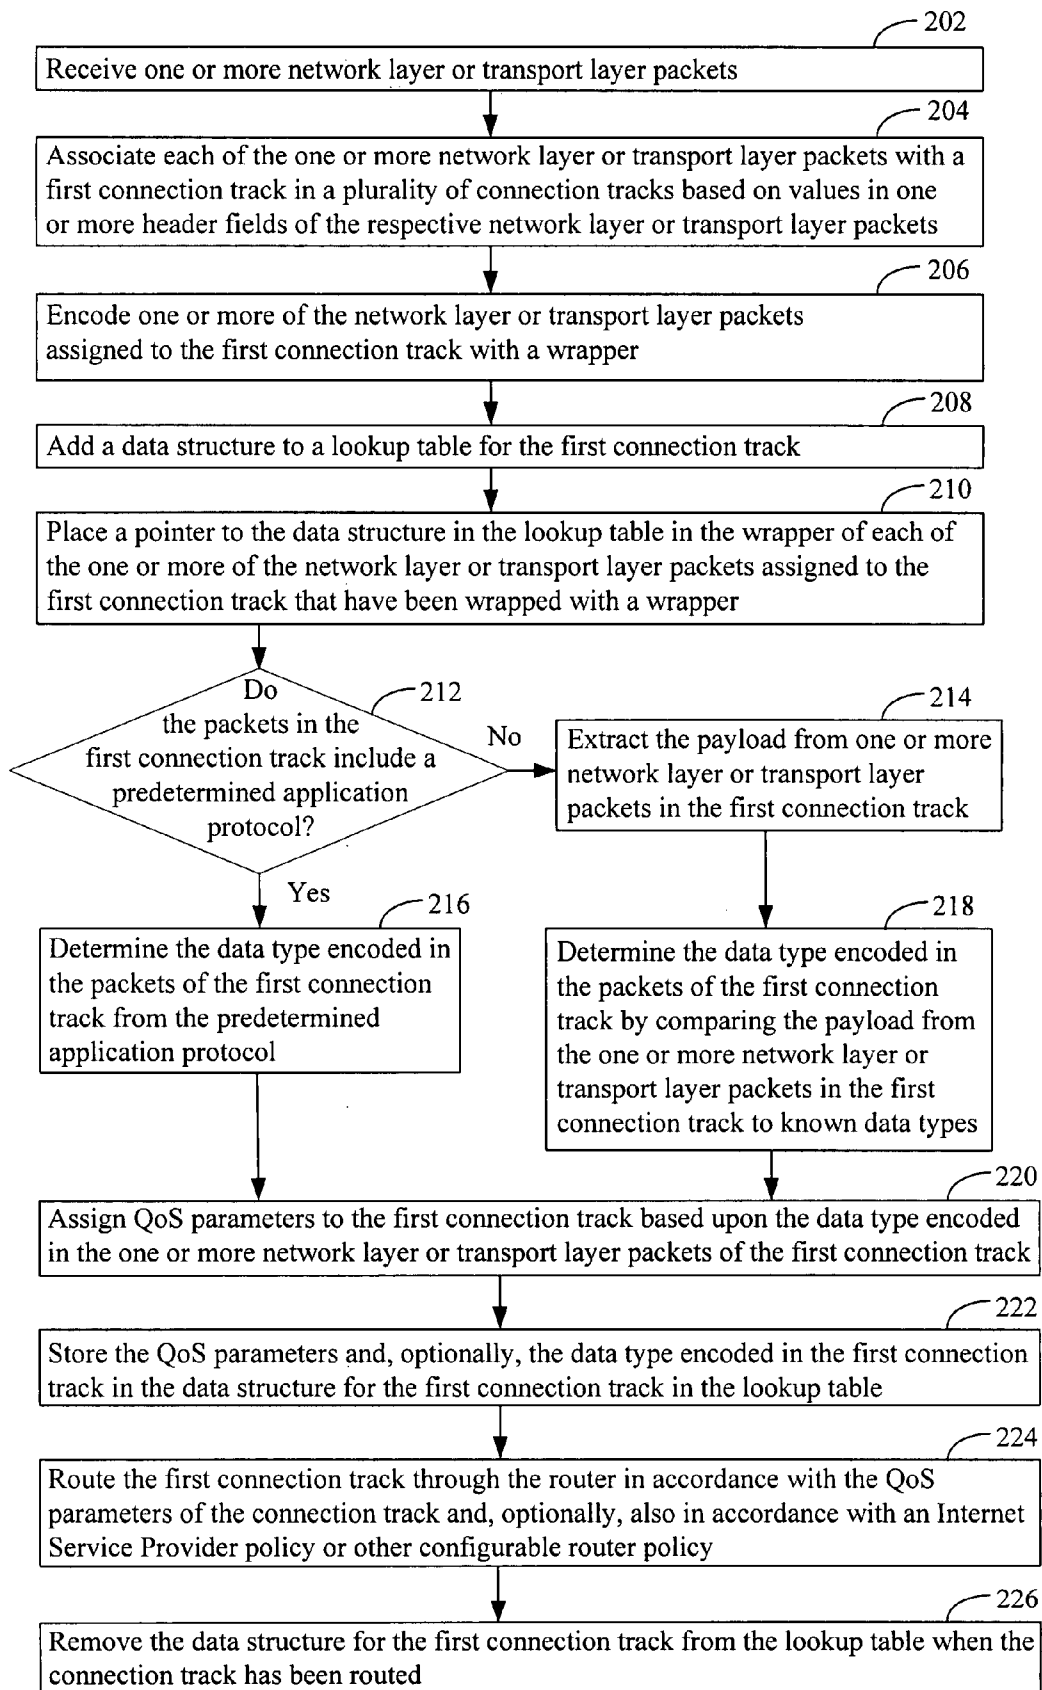 202
Receive one or more network layer or transport layer packets
204
Associate each of the one or more network layer or transport layer packets with a
first connection track in a plurality of connection tracks based on values in one
or more header fields of the respective network layer or transport layer packets
206
Encode one or more of the network layer or transport layer packets
assigned to the first connection track with a wrapper
208
Add a data structure to a lookup table for the first connection track
210
Place a pointer to the data structure in the lookup table in the wrapper of each of
the one or more of the network layer or transport layer packets assigned to the
first connection track that have been wrapped with a wrapper
212
Do
the packets in the
first connection track include a
predetermined application
protocol?
No
214
Extract the payload from one or more
network layer or transport layer
packets in the first connection track
Yes
216
Determine the data type encoded in
the packets of the first connection
track from the predetermined
application protocol
218
Determine the data type encoded in
the packets of the first connection
track by comparing the payload from
the one or more network layer or
transport layer packets in the first
connection track to known data types
220
Assign QoS parameters to the first connection track based upon the data type encoded
in the one or more network layer or transport layer packets of the first connection track
222
Store the QoS parameters and, optionally, the data type encoded in the first connection
track in the data structure for the first connection track in the lookup table
224
Route the first connection track through the router in accordance with the QoS
parameters of the connection track and, optionally, also in accordance with an Internet
Service Provider policy or other configurable router policy
226
Remove the data structure for the first connection track from the lookup table when the
connection track has been routed